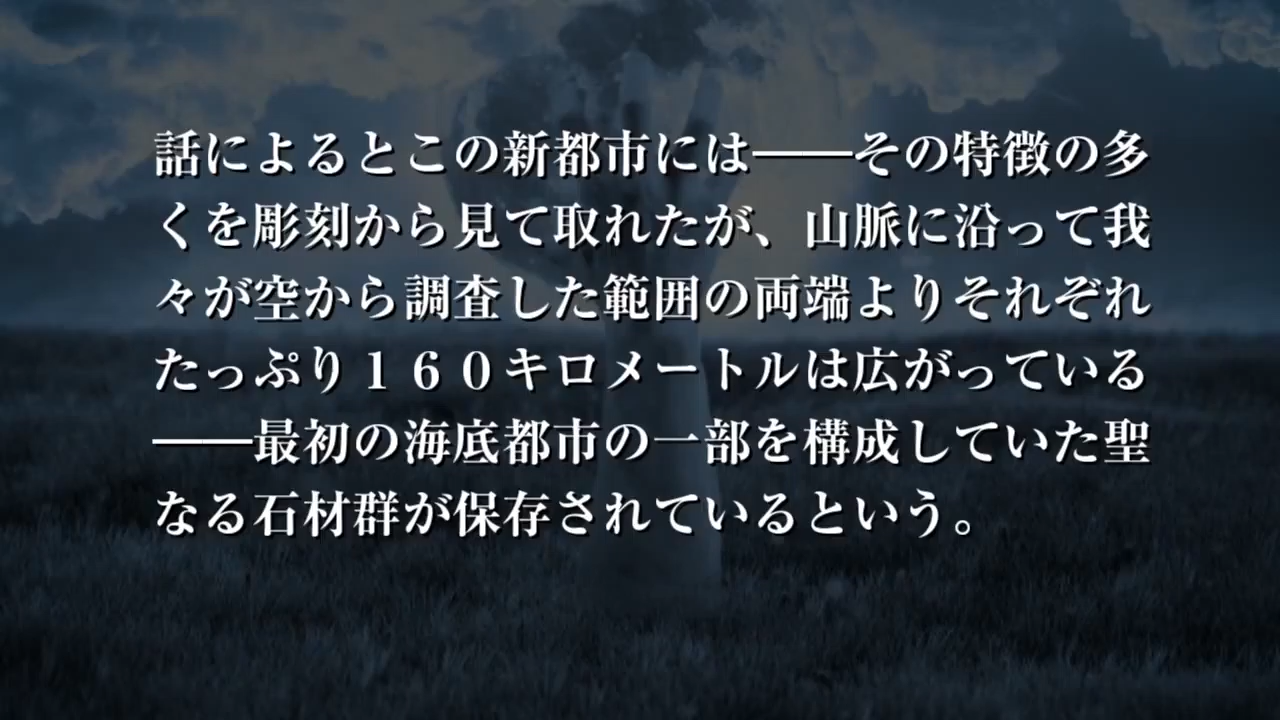 話によるとこの新都市には――その特徴の多
くを彫刻から見て取れたが、山脈に沿って我
々が空から調査した範囲の両端よりそれぞれ
たっぷり１６０キロメートルは広がっている
――最初の海底都市の一部を構成していた聖
なる石材群が保存されているという。